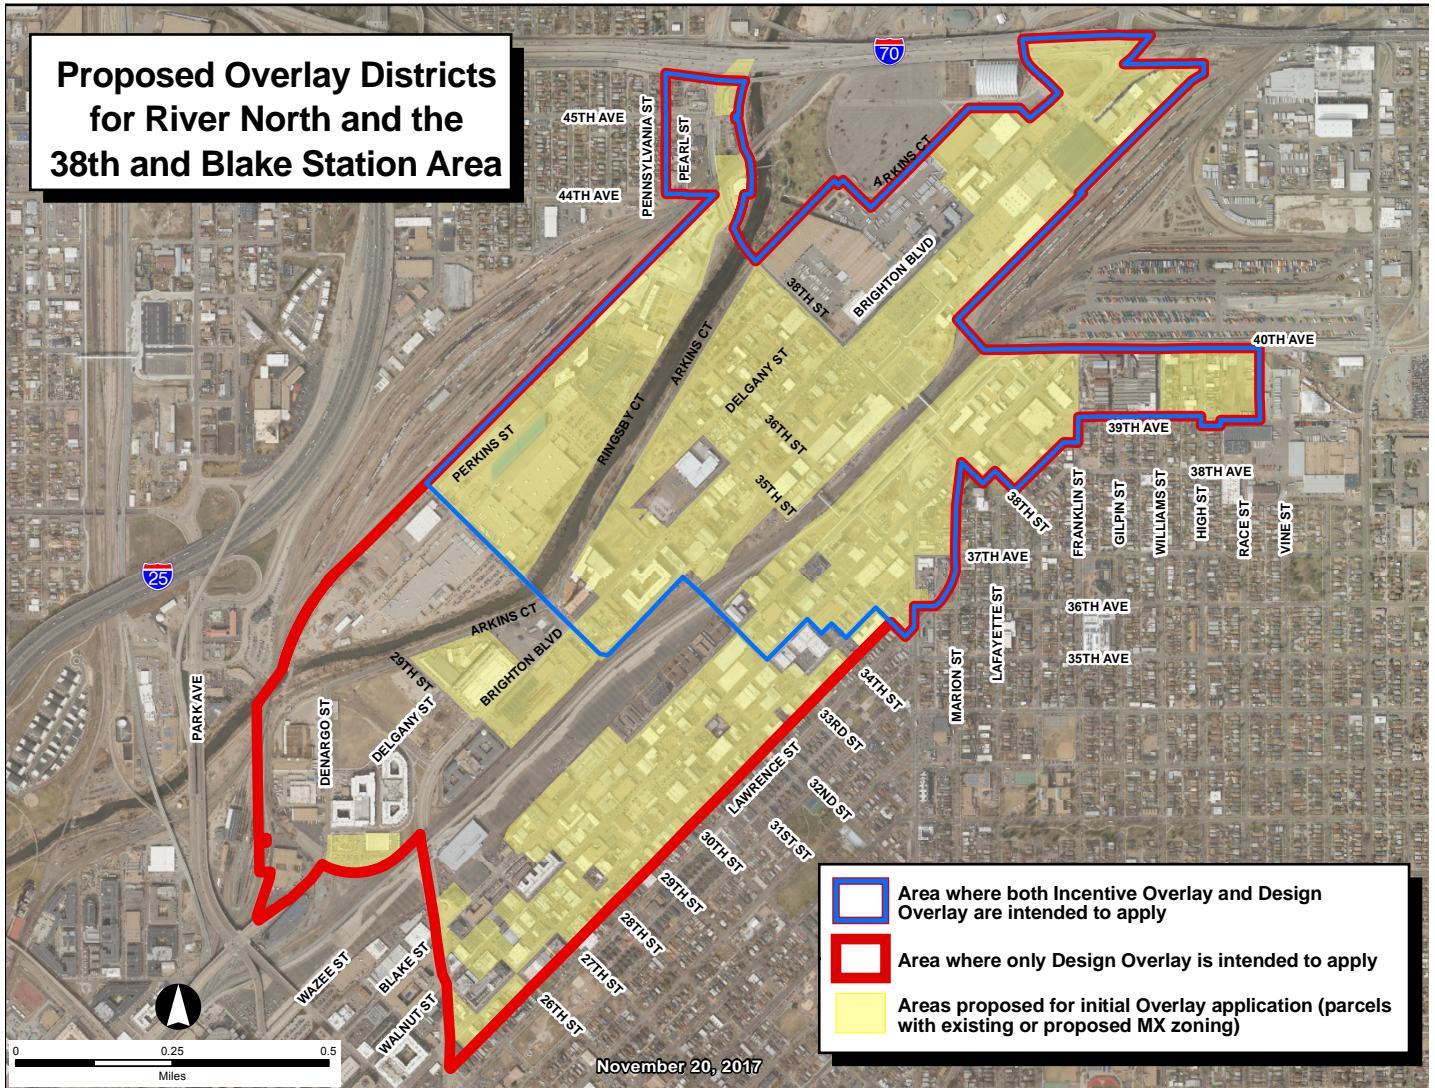 Proposed Overlay Districts
for River North and the
38th and Blake Station Area
70
45TH AVE
PENNSYLVANIA ST
PEARL ST
44TH AVE
ARKINS CT
BRIGHTON BLVD
38TH ST
ARKINS CT
DELGANY ST
36TH ST
35TH ST
RINGSBY CT
PERKINS ST
40TH AVE
39TH AVE
38TH AVE
38TH ST
FRANKLIN ST
GILPIN ST
WILLIAMS ST
HIGH ST
RACE ST
VINE ST
37TH AVE
36TH AVE
35TH AVE
LAFAYETTE ST
MARION ST
25
ARKINS CT
BRIGHTON BLVD
29TH ST
DELGANY ST
DENARGO ST
PARK AVE
34TH ST
33RD ST
LAWRENCE ST
32ND ST
31ST ST
30TH ST
29TH ST
28TH ST
27TH ST
26TH ST
WAZEE ST
BLAKE ST
WALNUT ST
Area where both Incentive Overlay and Design
Overlay are intended to apply
Area where only Design Overlay is intended to apply
Areas proposed for initial Overlay application (parcels
with existing or proposed MX zoning)
0 0.25 0.5
Miles
November 20, 2017